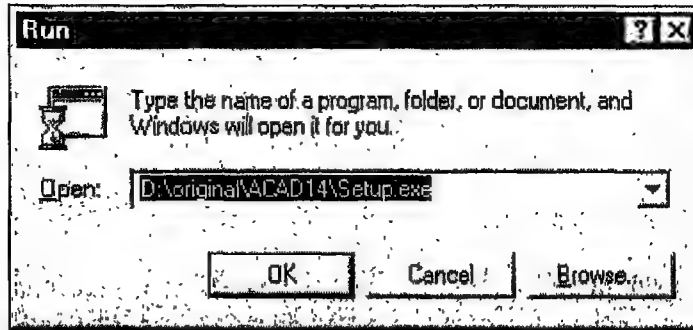 Run
Type the name of a program, folder, or document, and
Windows will open it for you.
Open: D:\original\ACAD14\Setup.exe
OK Cancel Browse...